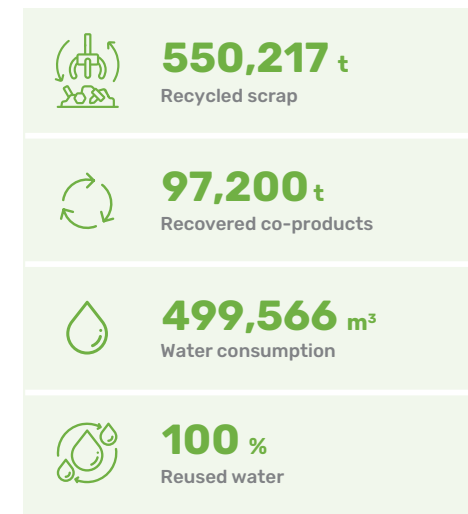 550,217 t
Recycled scrap
97,200 t
Recovered co-products
499,566 m³
Water consumption
100 %
Reused water